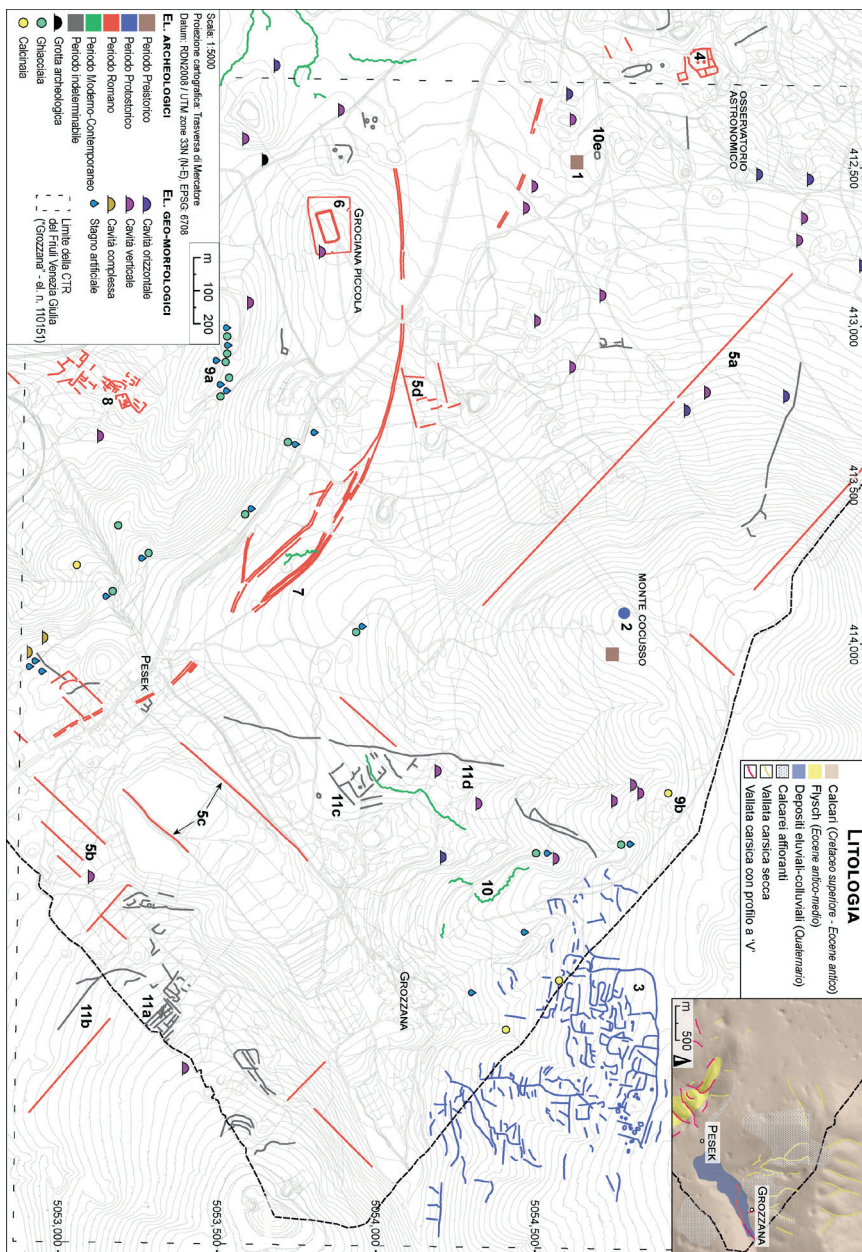 LITOLOGIA
Calcari (Cretaceo superiore - Eocene antico)
Flysch (Eocene antico-medio)
Depositi eluviali-colluviali (Quaternario)
Calcarei affioranti
Vallata carsica secca
Vallata carsica con profilo a 'V'
m 500
PESEK
GROZZANA
412,500
413,000
413,500
414,000
5053,000
5053,500
5054,000
5054,500
OSSERVATORIO
ASTRONOMICO
4
10e
1
GROCIANA PICCOLA
6
5a
5d
9a
8
7
MONTE COCUSSO
2
PESEK
11d
11c
9b
5c
5b
10
GROZZANA
3
11a
11b
Scala: 1:5000
Proiezione cartografica: Trasversa di Mercatore
Datum: RDN2008 / UTM zone 33N (N-E), EPSG: 6708
m 100 200
EL. ARCHEOLOGICI
Periodo Preistorico
Periodo Protostorico
Periodo Romano
Periodo Moderno-Contemporaneo
Periodo indeterminabile
Grotta archeologica
Ghiacciaia
Calcinaia
EL. GEO-MORFOLOGICI
Cavità orizzontale
Cavità verticale
Cavità complessa
Stagno artificiale
Limite della CTR
del Friuli Venezia Giulia
("Grozzana" - el. n. 110151)